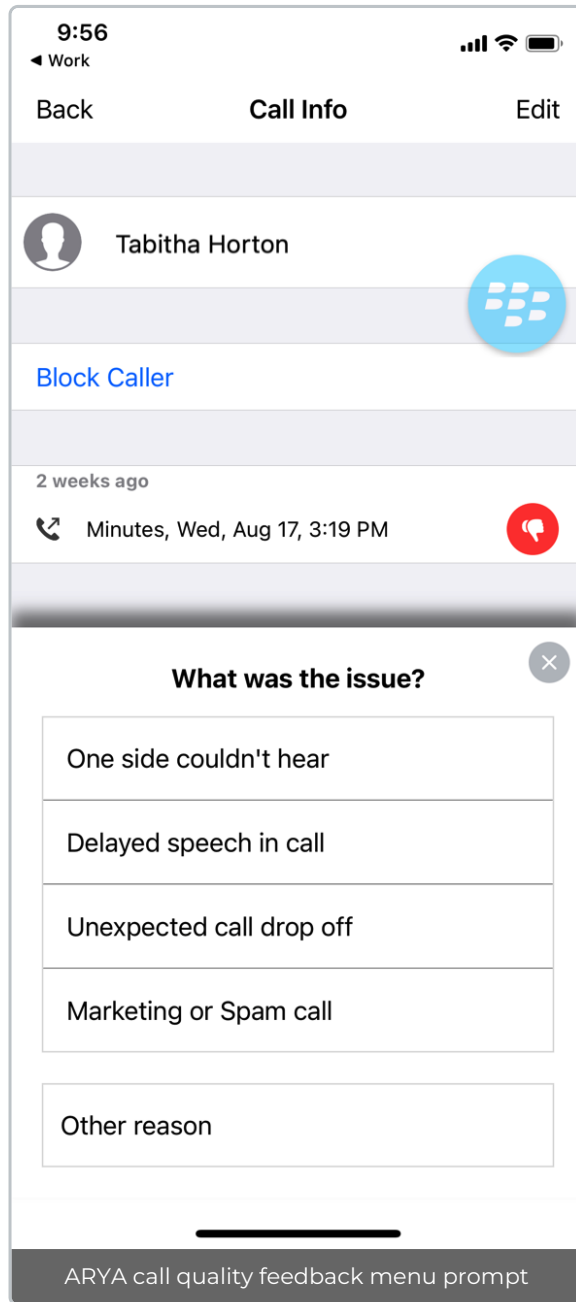 9:56
◀ Work
Back Call Info Edit
Tabitha Horton
Block Caller
2 weeks ago
Minutes, Wed, Aug 17, 3:19 PM
What was the issue?
One side couldn't hear
Delayed speech in call
Unexpected call drop off
Marketing or Spam call
Other reason
ARYA call quality feedback menu prompt